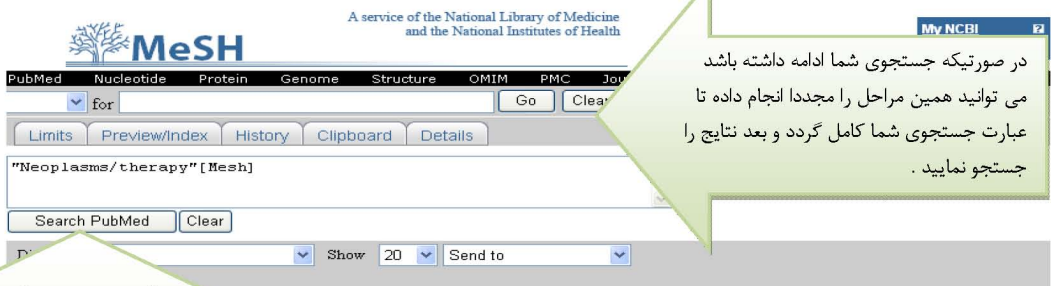 A service of the National Library of Medicine
and the National Institutes of Health
MeSH
My NCBI
PubMed Nucleotide Protein Genome Structure OMIM PMC
for Go Clear
Limits Preview/Index History Clipboard Details
"Neoplasms/therapy"[Mesh]
Search PubMed Clear
Show 20 Send to
در صورتیکه جستجوی شما ادامه داشته باشد
می توانید همین مراحل را مجددا انجام داده تا
عبارت جستجوی شما کامل گردد و بعد نتایج را
جستجو نمایید .